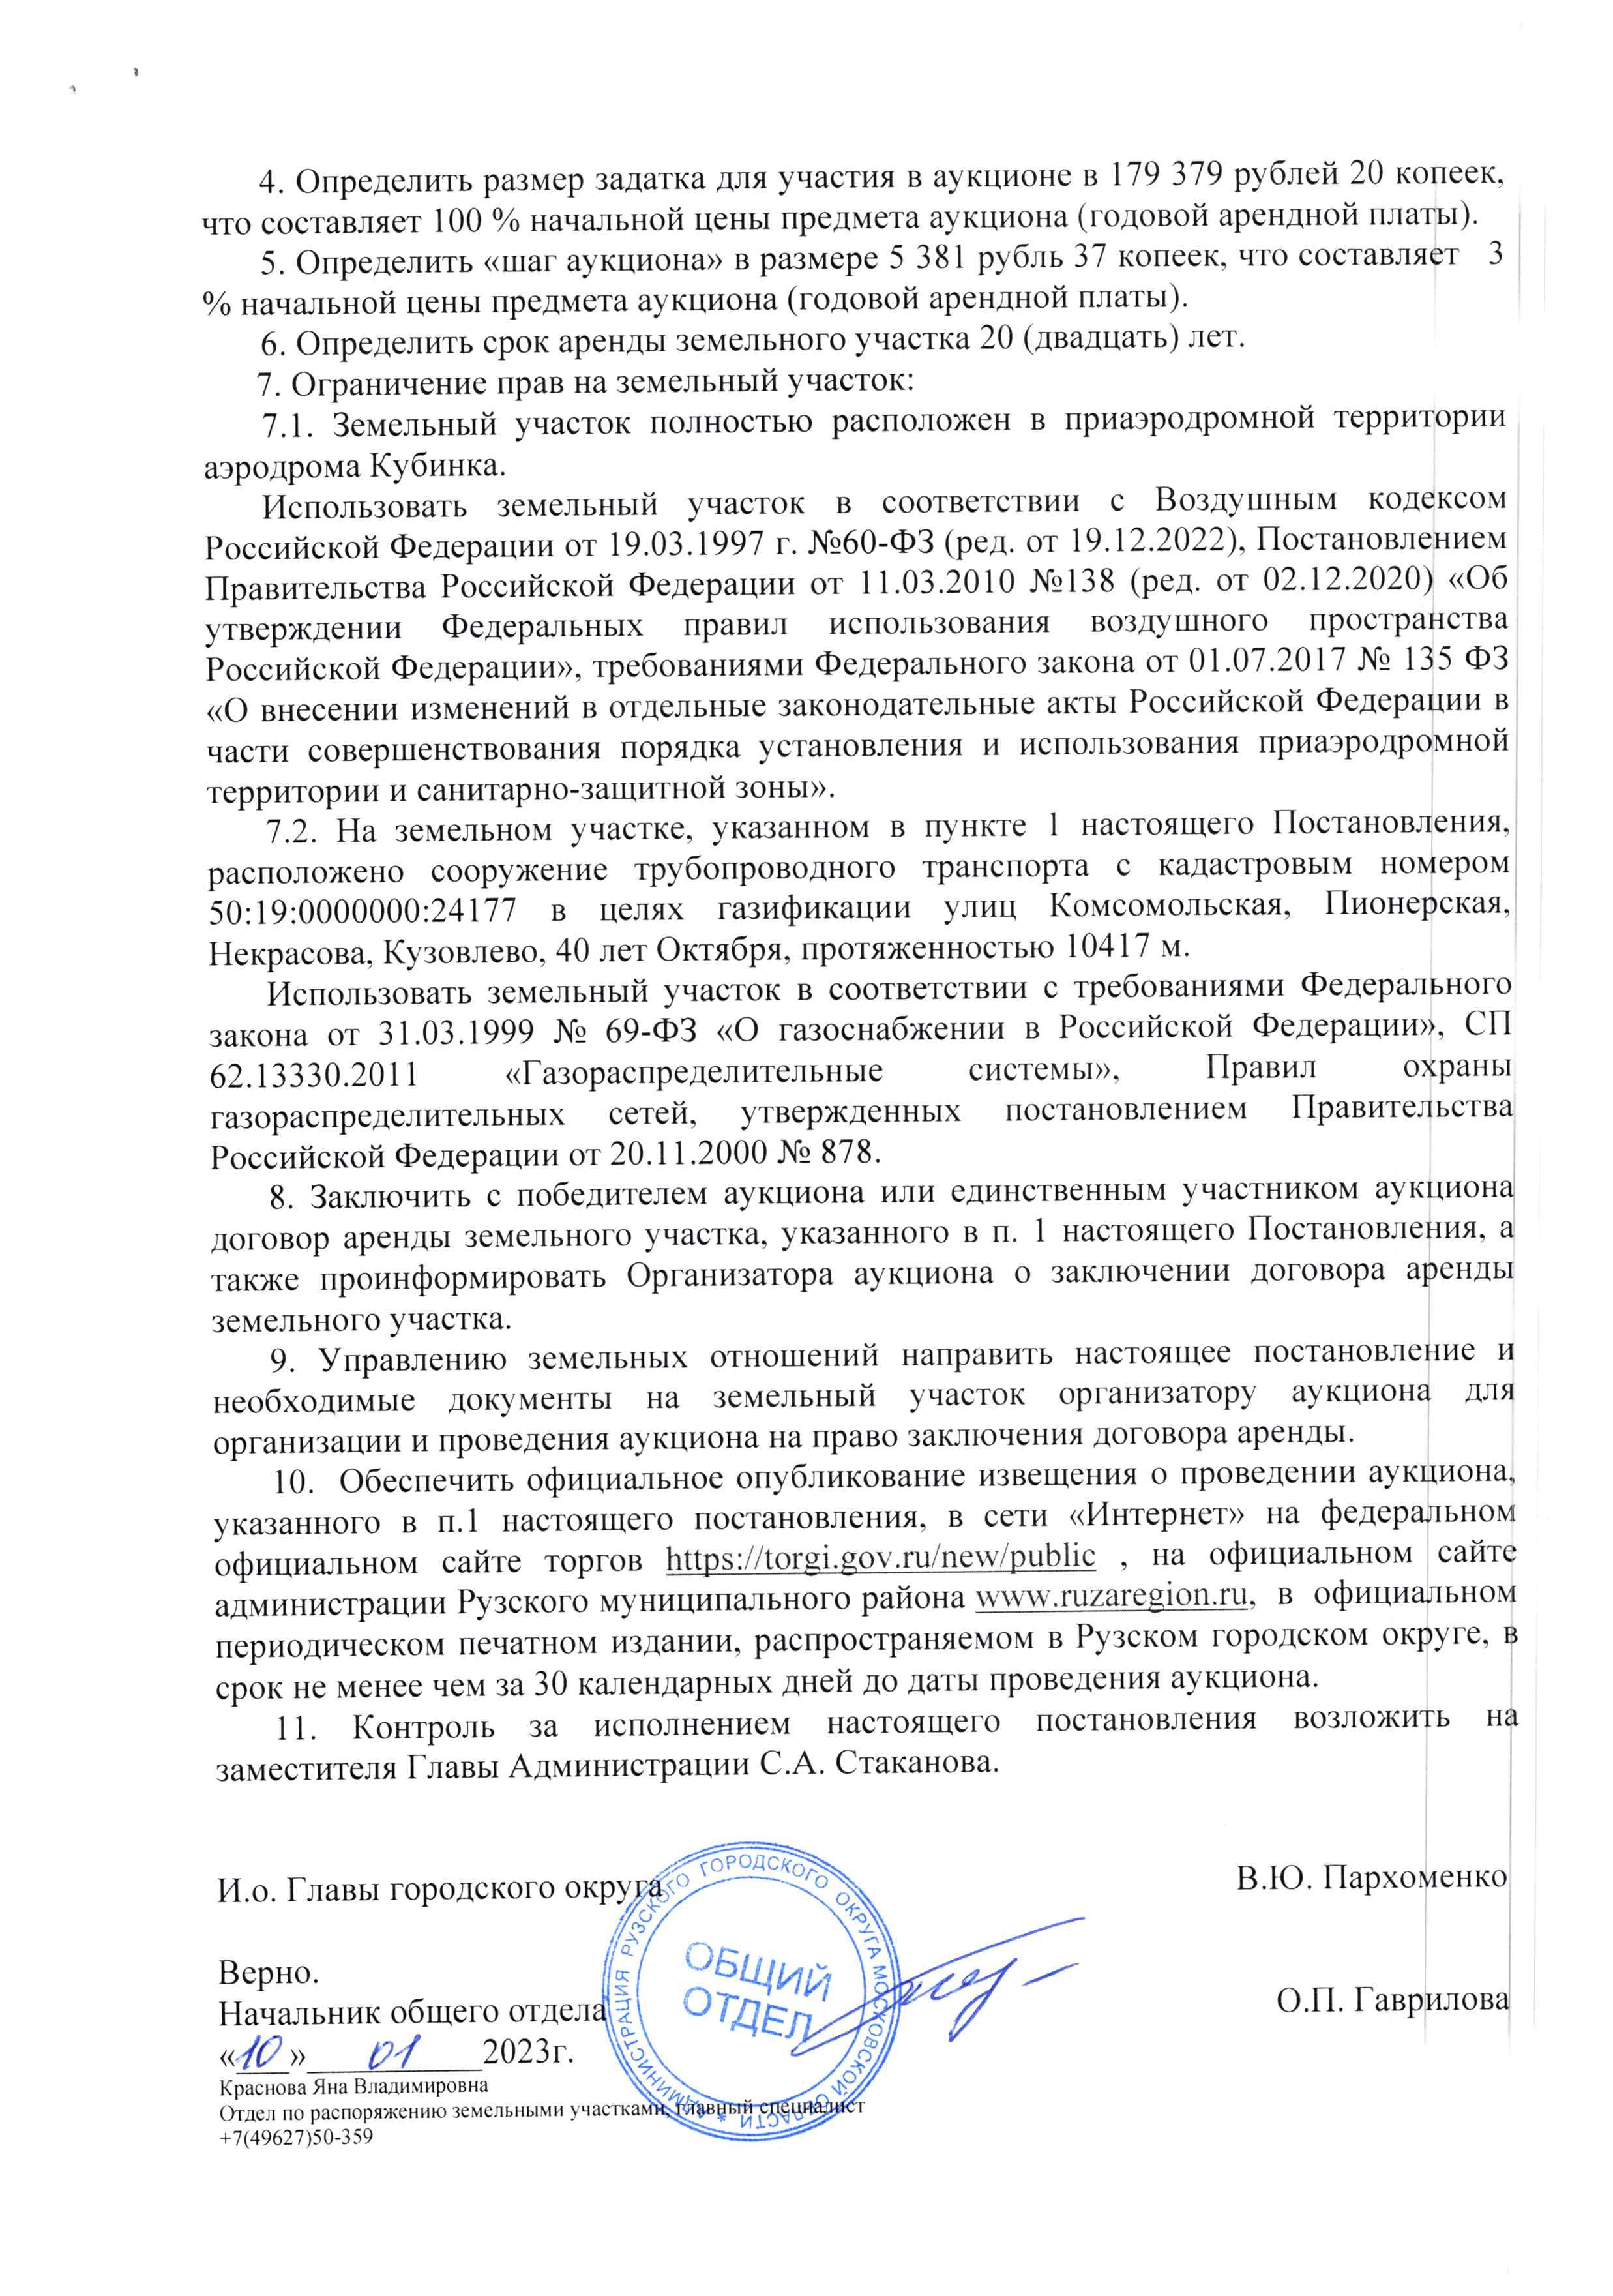 4. Определить размер задатка для участия в аукционе в 179 379 рублей 20 копеек,
что составляет 100 % начальной цены предмета аукциона (годовой арендной платы).
5. Определить «шаг аукциона» в размере 5 381 рубль 37 копеек, что составляет 3
% начальной цены предмета аукциона (годовой арендной платы).
6. Определить срок аренды земельного участка 20 (двадцать) лет.
7. Ограничение прав на земельный участок:
7.1. Земельный участок полностью расположен в приаэродромной территории
аэродрома Кубинка.
Использовать земельный участок в соответствии с Воздушным кодексом
Российской Федерации от 19.03.1997 г. №60-ФЗ (ред. от 19.12.2022), Постановлением
Правительства Российской Федерации от 11.03.2010 №138 (ред. от 02.12.2020) «Об
утверждении Федеральных правил использования воздушного пространства
Российской Федерации», требованиями Федерального закона от 01.07.2017 № 135 ФЗ
«О внесении изменений в отдельные законодательные акты Российской Федерации в
части совершенствования порядка установления и использования приаэродромной
территории и санитарно-защитной зоны».
7.2. На земельном участке, указанном в пункте 1 настоящего Постановления,
расположено сооружение трубопроводного транспорта с кадастровым номером
50:19:0000000:24177 в целях газификации улиц Комсомольская, Пионерская,
Некрасова, Кузовлево, 40 лет Октября, протяженностью 10417 м.
Использовать земельный участок в соответствии с требованиями Федерального
закона от 31.03.1999 № 69-ФЗ «О газоснабжении в Российской Федерации», СП
62.13330.2011 «Газораспределительные системы», Правил охраны
газораспределительных сетей, утвержденных постановлением Правительства
Российской Федерации от 20.11.2000 № 878.
8. Заключить с победителем аукциона или единственным участником аукциона
договор аренды земельного участка, указанного в п. 1 настоящего Постановления, а
также проинформировать Организатора аукциона о заключении договора аренды
земельного участка.
9. Управлению земельных отношений направить настоящее постановление и
необходимые документы на земельный участок организатору аукциона для
организации и проведения аукциона на право заключения договора аренды.
10. Обеспечить официальное опубликование извещения о проведении аукциона,
указанного в п.1 настоящего постановления, в сети «Интернет» на федеральном
официальном сайте торгов https://torgi.gov.ru/new/public , на официальном сайте
администрации Рузского муниципального района www.ruzaregion.ru, в официальном
периодическом печатном издании, распространяемом в Рузском городском округе, в
срок не менее чем за 30 календарных дней до даты проведения аукциона.
11. Контроль за исполнением настоящего постановления возложить на
заместителя Главы Администрации С.А. Стаканова.
И.о. Главы городского округа В.Ю. Пархоменко
Верно.
Начальник общего отдела О.П. Гаврилова
«10» 01 2023г.
Краснова Яна Владимировна
Отдел по распоряжению земельными участками, главный специалист
+7(49627)50-359
* АДМИНИСТРАЦИЯ РУЗСКОГО ГОРОДСКОГО ОКРУГА МОСКОВСКОЙ ОБЛАСТИ
ОБЩИЙ
ОТДЕЛ